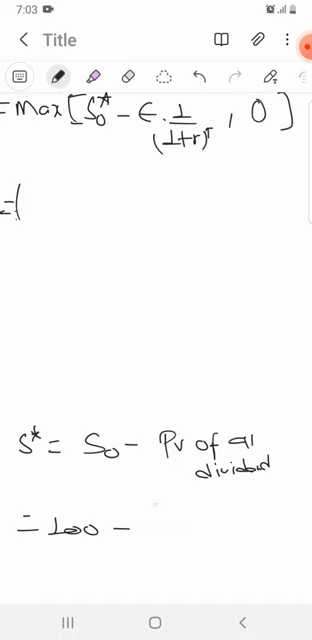 7:03
Title
= Max [S₀* - E. 1/(1+r)ᵀ , 0]
=(
S* = S₀ - Pv of all
dividend
= 100 -